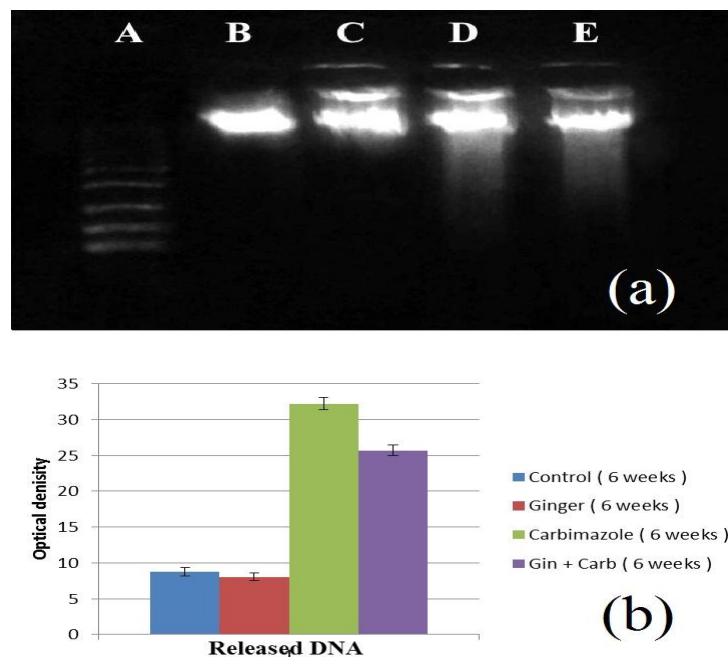 A B C D E
(a)
35
30
25
20
15
10
5
0
Optical denisity
Released DNA
Control ( 6 weeks )
Ginger ( 6 weeks )
Carbimazole ( 6 weeks )
Gin + Carb ( 6 weeks )
(b)